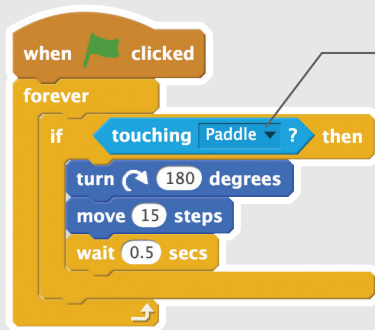 when clicked
forever
if touching Paddle ? then
turn 180 degrees
move 15 steps
wait 0.5 secs